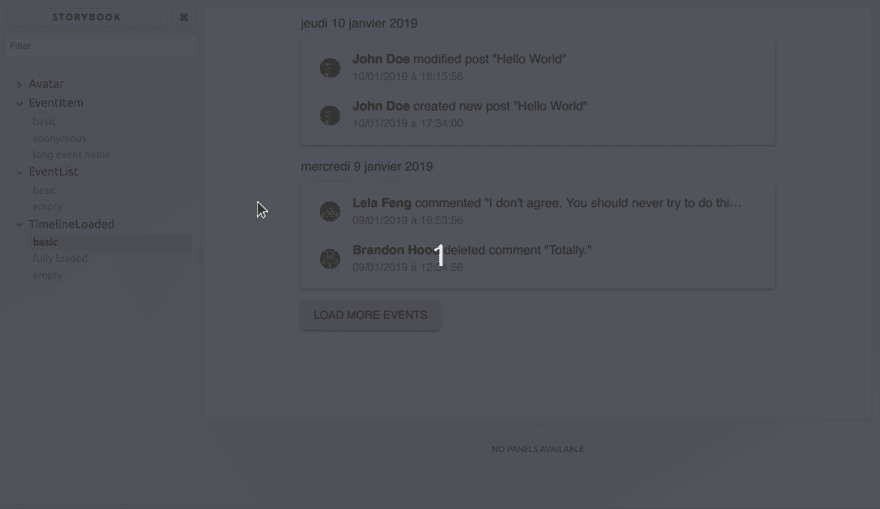 STORYBOOK
⌘
Filter
Avatar
EventItem
basic
anonymous
long event name
EventList
basic
empty
TimelineLoaded
basic
fully loaded
empty
jeudi 10 janvier 2019
John Doe modified post "Hello World"
10/01/2019 à 18:15:56
John Doe created new post "Hello World"
10/01/2019 à 17:34:00
mercredi 9 janvier 2019
Lela Feng commented "I don't agree. You should never try to do thi…
09/01/2019 à 16:53:56
Brandon Hood deleted comment "Totally."
09/01/2019 à 12:04:56
1
LOAD MORE EVENTS
NO PANELS AVAILABLE